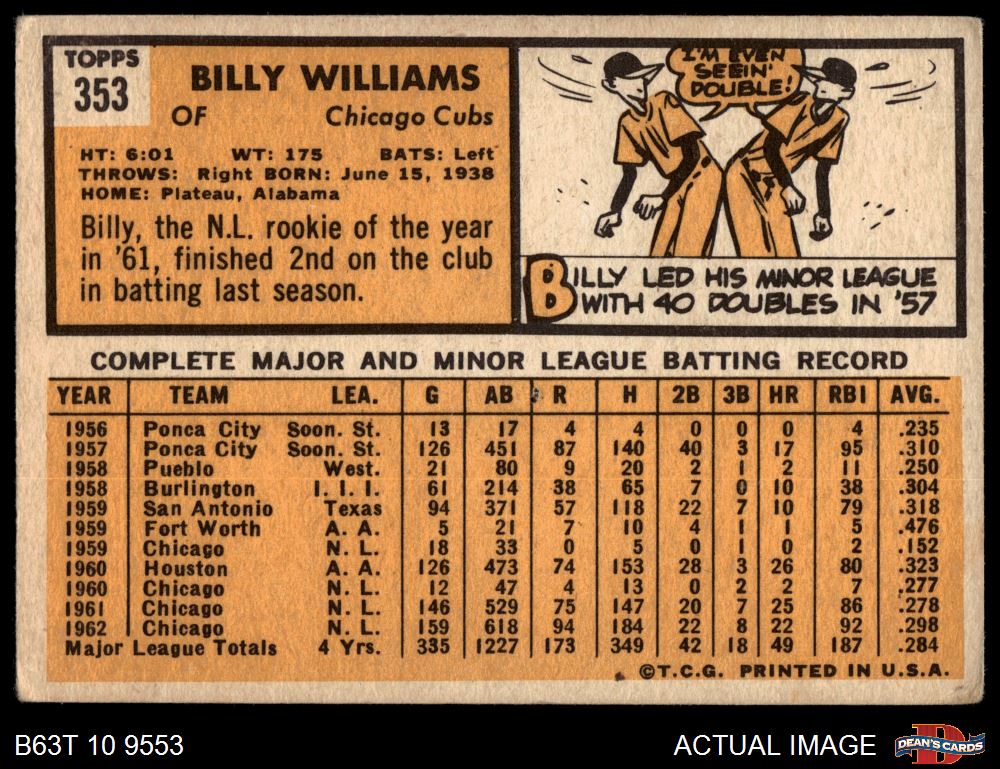 TOPPS
353
BILLY WILLIAMS
OF Chicago Cubs
HT: 6:01 WT: 175 BATS: Left
THROWS: Right BORN: June 15, 1938
HOME: Plateau, Alabama
Billy, the N.L. rookie of the year
in '61, finished 2nd on the club
in batting last season.
I'M EVEN
SEEIN'
DOUBLE!
BILLY LED HIS MINOR LEAGUE
WITH 40 DOUBLES IN '57
COMPLETE MAJOR AND MINOR LEAGUE BATTING RECORD
YEAR TEAM LEA. G AB R H 2B 3B HR RBI AVG.
1956 Ponca City Soon. St. 13 17 4 4 0 0 0 4 .235
1957 Ponca City Soon. St. 126 451 87 140 40 3 17 95 .310
1958 Pueblo West. 21 80 9 20 2 1 2 11 .250
1958 Burlington I. I. I. 61 214 38 65 7 0 10 38 .304
1959 San Antonio Texas 94 371 57 118 22 7 10 79 .318
1959 Fort Worth A. A. 5 21 7 10 4 1 1 5 .476
1959 Chicago N. L. 18 33 0 5 0 1 0 2 .152
1960 Houston A. A. 126 473 74 153 28 3 26 80 .323
1960 Chicago N. L. 12 47 4 13 0 2 2 7 .277
1961 Chicago N. L. 146 529 75 147 20 7 25 86 .278
1962 Chicago N. L. 159 618 94 184 22 8 22 92 .298
Major League Totals 4 Yrs. 335 1227 173 349 42 18 49 187 .284
©T.C.G. PRINTED IN U.S.A.
B63T 10 9553 ACTUAL IMAGE D DEAN'S CARDS